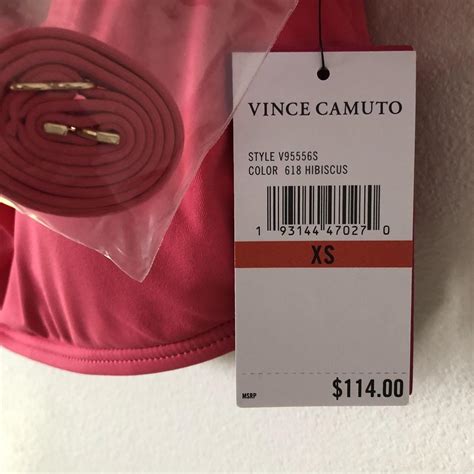 VINCE CAMUTO
STYLE V95556S
COLOR 618 HIBISCUS
1 93144 47027 0
XS
MSRP $114.00